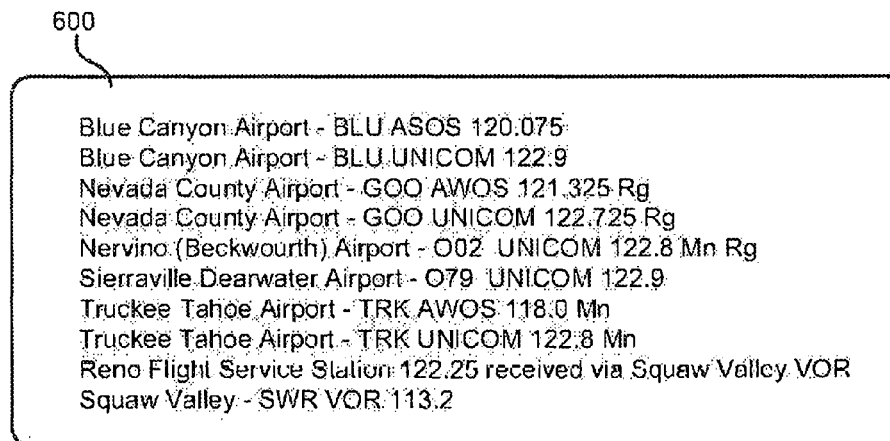 600
Blue Canyon Airport - BLU ASOS 120.075
Blue Canyon Airport - BLU UNICOM 122.9
Nevada County Airport - GOO AWOS 121.325 Rg
Nevada County Airport - GOO UNICOM 122.725 Rg
Nervino (Beckwourth) Airport - O02 UNICOM 122.8 Mn Rg
Sierraville Dearwater Airport - O79 UNICOM 122.9
Truckee Tahoe Airport - TRK AWOS 118.0 Mn
Truckee Tahoe Airport - TRK UNICOM 122.8 Mn
Reno Flight Service Station 122.25 received via Squaw Valley VOR
Squaw Valley - SWR VOR 113.2